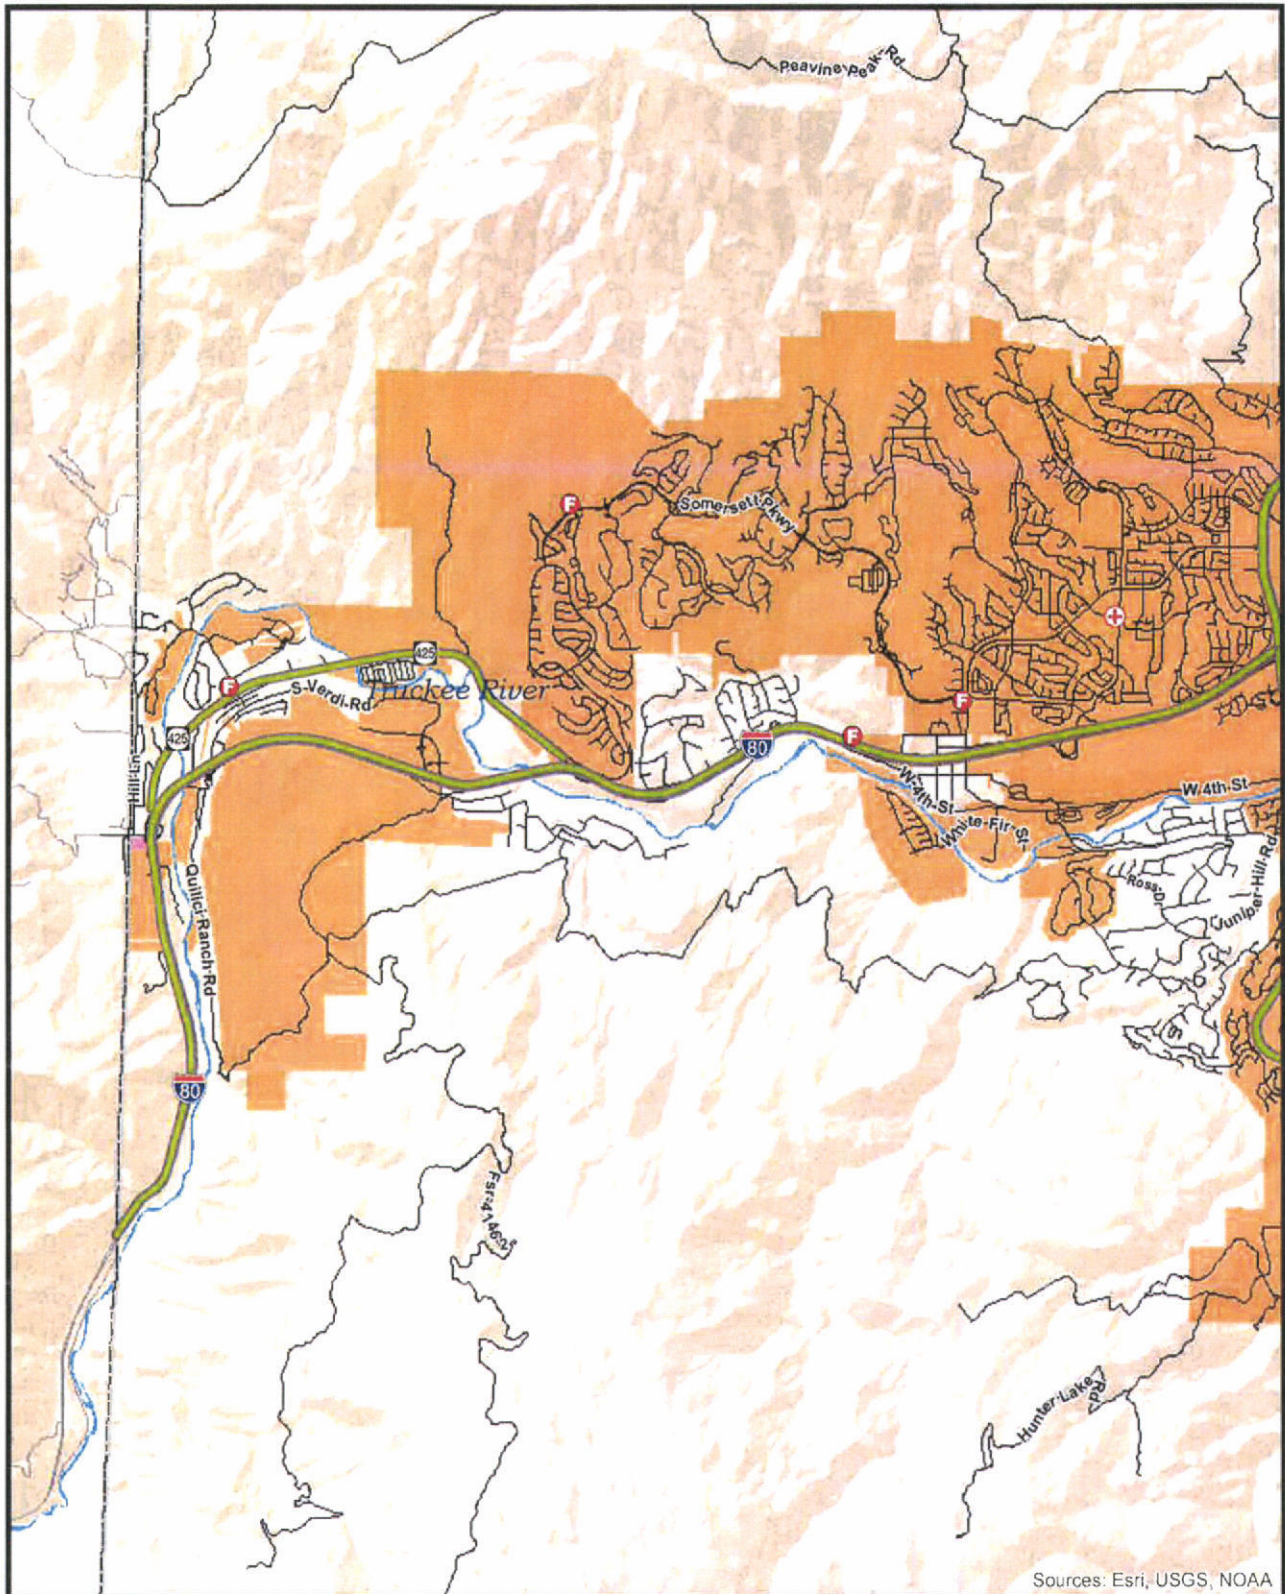 Peavine Peak Rd
F
Somersett Pkwy
425
Truckee River
S Verdi Rd
F
F
F
80
425
Hill Ln
W 4th St
W 4th St
White Fir St
Juniper Hill Rd
Ross Dr
Quilici Ranch Rd
80
Hunter Lake Rd
Sources: Esri, USGS, NOAA